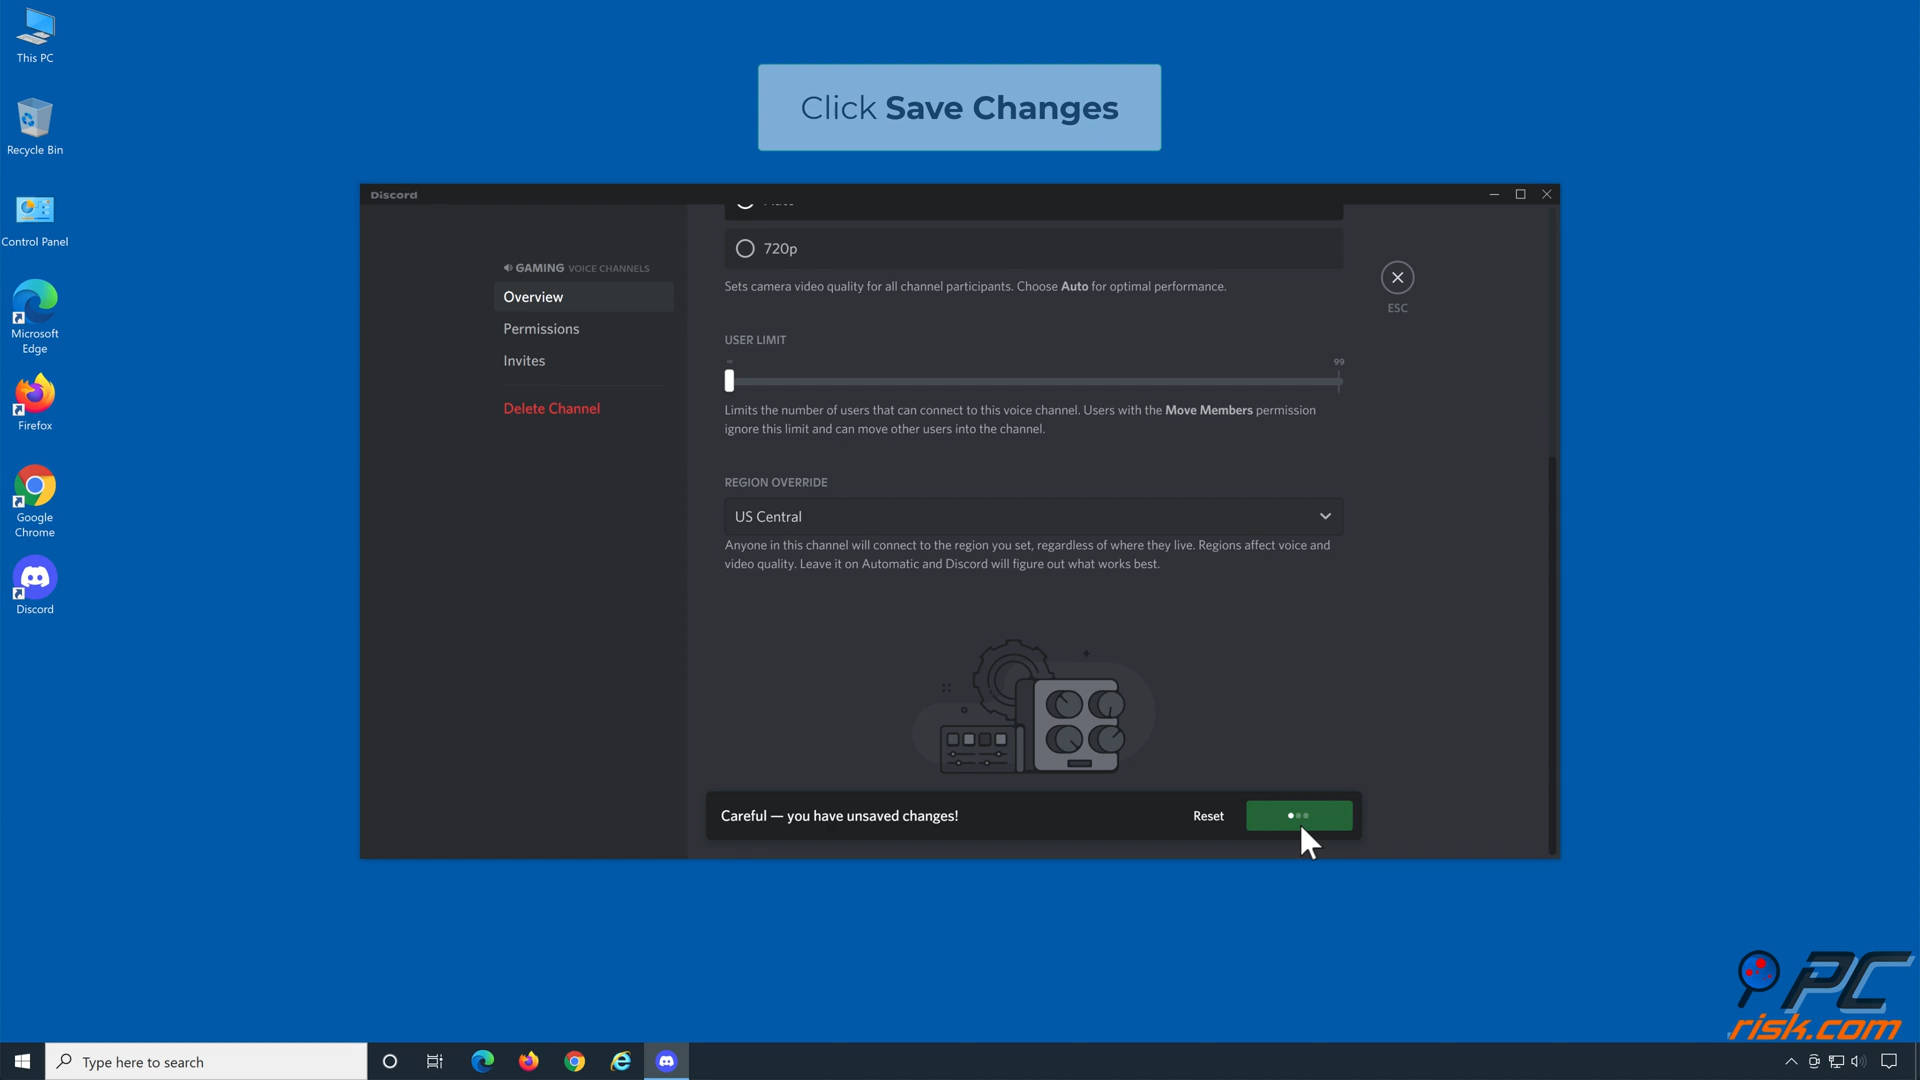 This PC
Recycle Bin
Control Panel
Microsoft
Edge
Firefox
Google
Chrome
Discord
Click Save Changes
Discord
GAMING VOICE CHANNELS
Overview
Permissions
Invites
Delete Channel
720p
Sets camera video quality for all channel participants. Choose Auto for optimal performance.
ESC
USER LIMIT
99
Limits the number of users that can connect to this voice channel. Users with the Move Members permission
ignore this limit and can move other users into the channel.
REGION OVERRIDE
US Central
Anyone in this channel will connect to the region you set, regardless of where they live. Regions affect voice and
video quality. Leave it on Automatic and Discord will figure out what works best.
Careful — you have unsaved changes!
Reset
PC
risk.com
Type here to search